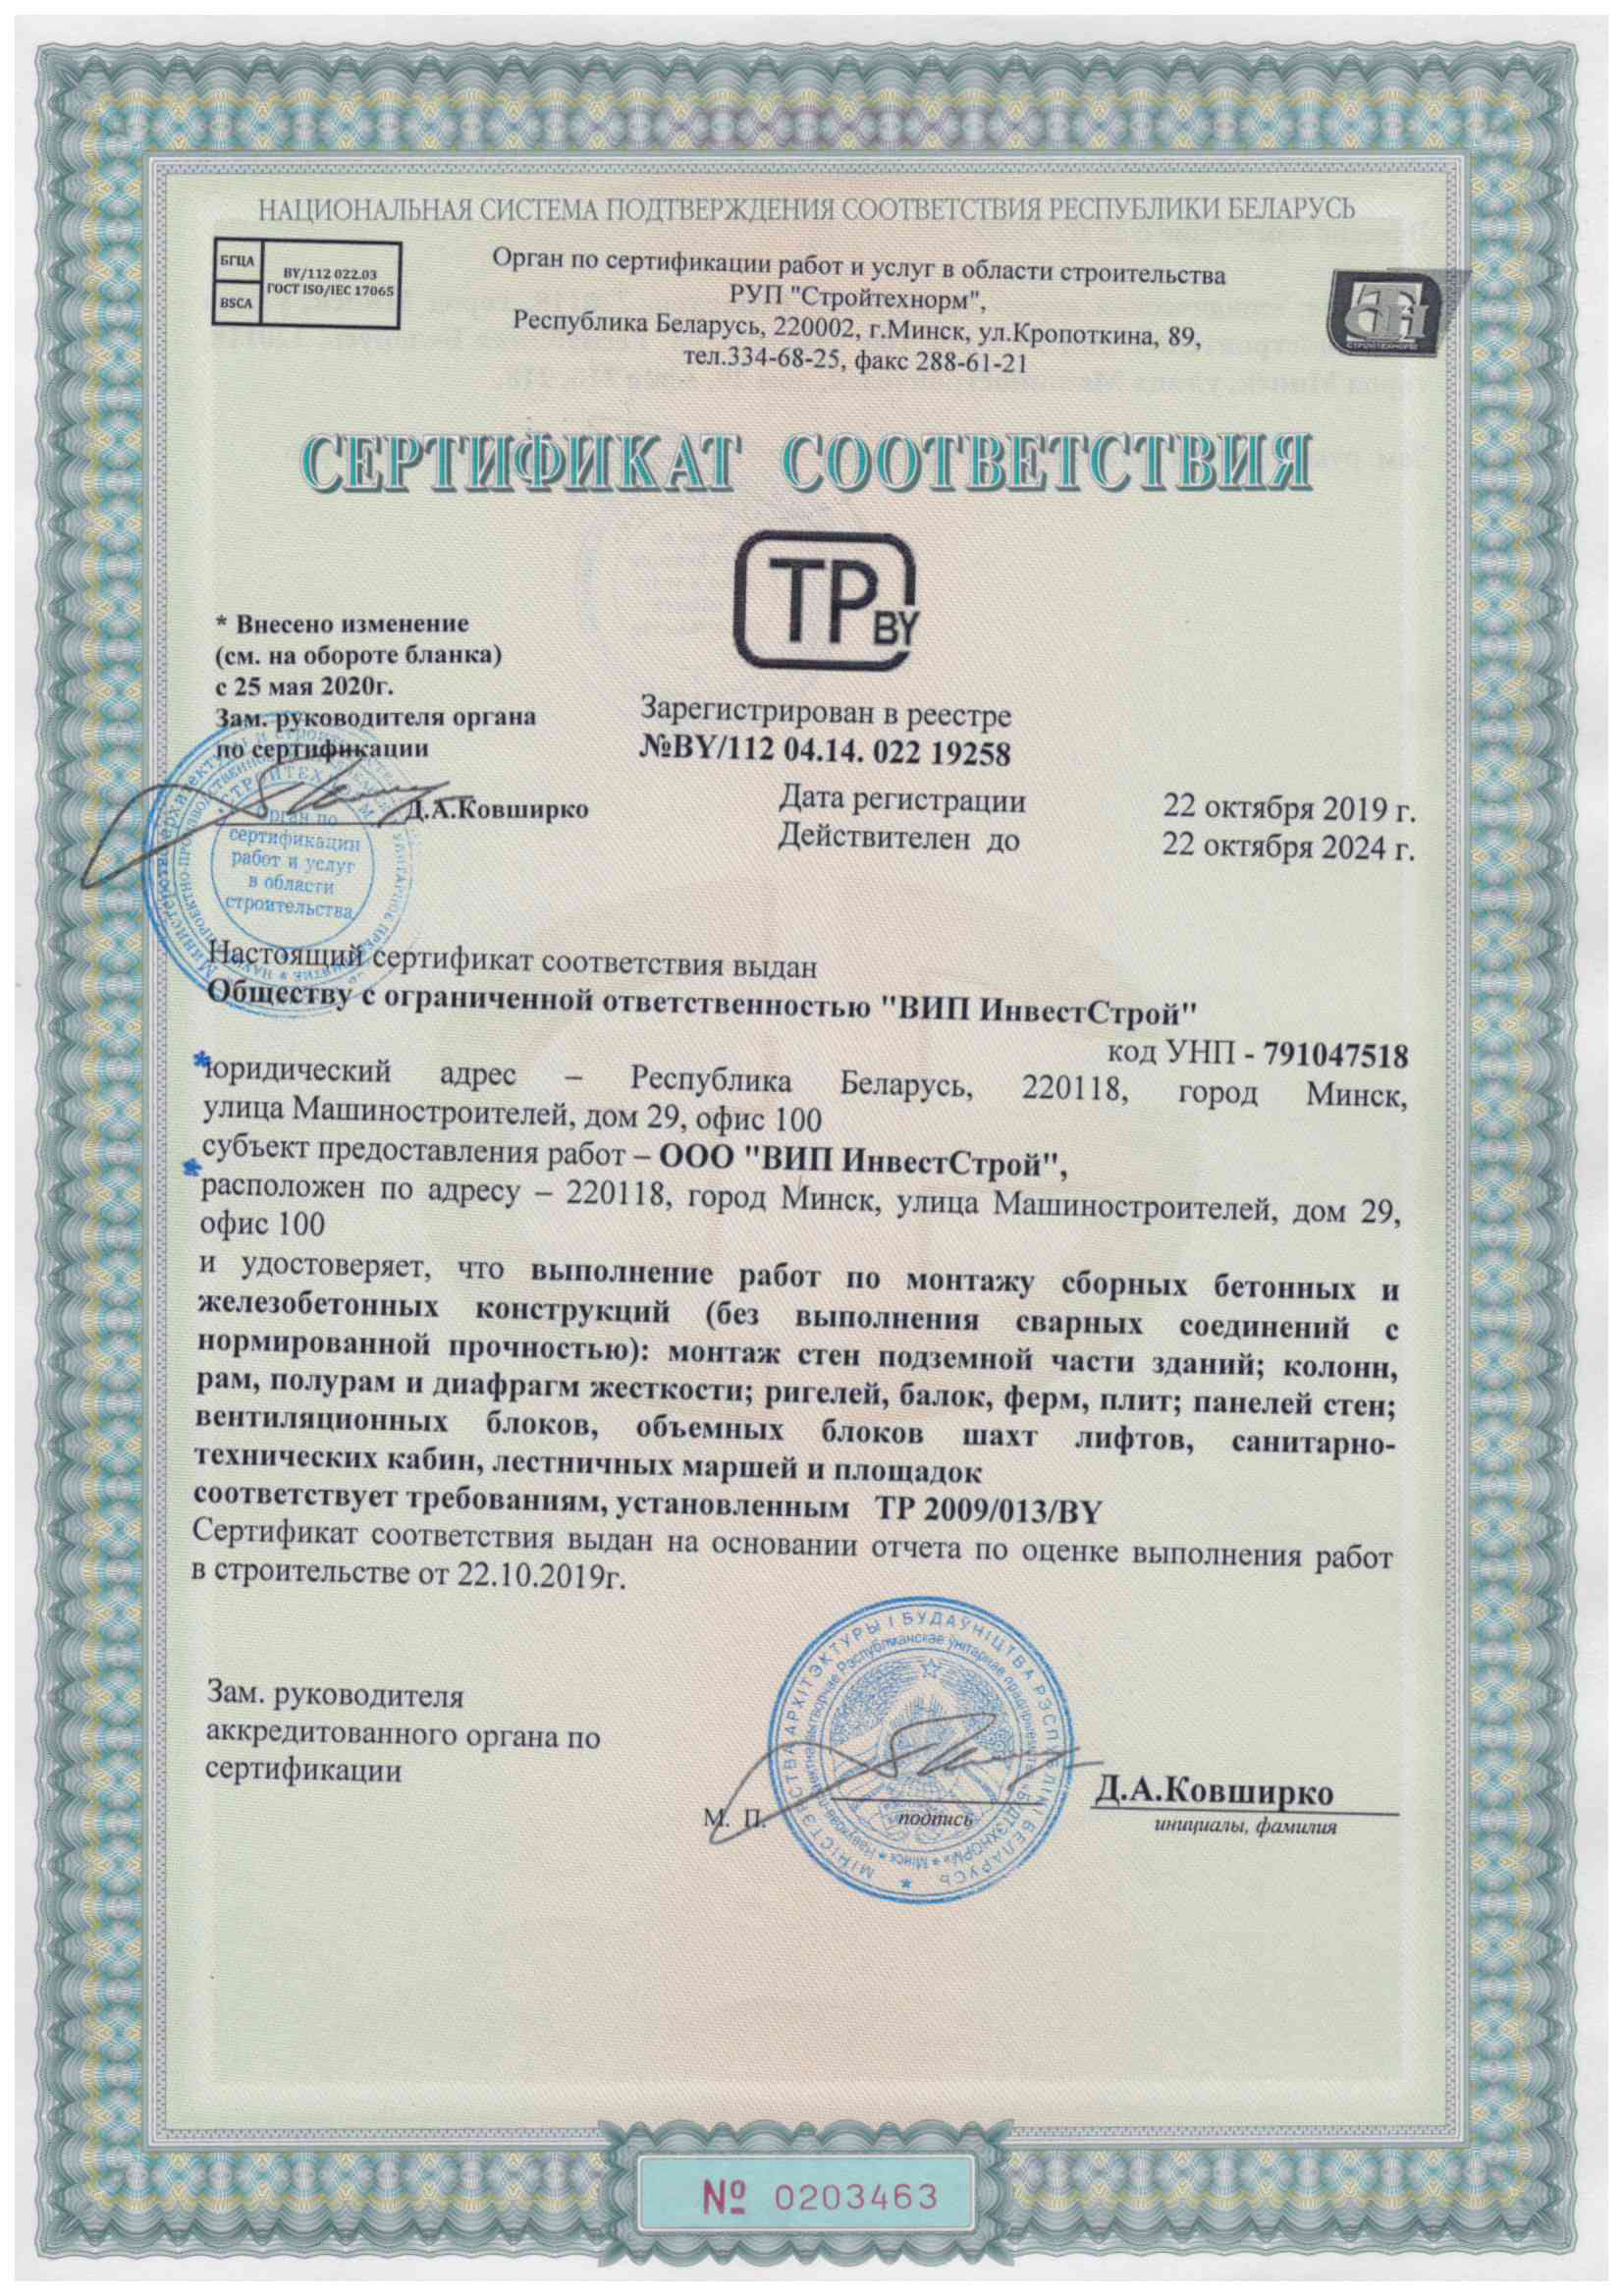 НАЦИОНАЛЬНАЯ СИСТЕМА ПОДТВЕРЖДЕНИЯ СООТВЕТСТВИЯ РЕСПУБЛИКИ БЕЛАРУСЬ
БГЦА
BSCA
BY/112 022.03
ГОСТ ISO/IEC 17065
Орган по сертификации работ и услуг в области строительства
РУП "Стройтехнорм",
Республика Беларусь, 220002, г.Минск, ул.Кропоткина, 89,
тел.334-68-25, факс 288-61-21
СТРОЙТЕХНОРМ
СЕРТИФИКАТ СООТВЕТСТВИЯ
ТР BY
* Внесено изменение
(см. на обороте бланка)
с 25 мая 2020г.
Зам. руководителя органа
по сертификации
Д.А.Ковширко
Орган по
сертификации
работ и услуг
в области
строительства
Зарегистрирован в реестре
№BY/112 04.14. 022 19258
Дата регистрации 22 октября 2019 г.
Действителен до 22 октября 2024 г.
Настоящий сертификат соответствия выдан
Обществу с ограниченной ответственностью "ВИП ИнвестСтрой"
код УНП - 791047518
*юридический адрес – Республика Беларусь, 220118, город Минск,
улица Машиностроителей, дом 29, офис 100
субъект предоставления работ – ООО "ВИП ИнвестСтрой",
*расположен по адресу – 220118, город Минск, улица Машиностроителей, дом 29,
офис 100
и удостоверяет, что выполнение работ по монтажу сборных бетонных и
железобетонных конструкций (без выполнения сварных соединений с
нормированной прочностью): монтаж стен подземной части зданий; колонн,
рам, полурам и диафрагм жесткости; ригелей, балок, ферм, плит; панелей стен;
вентиляционных блоков, объемных блоков шахт лифтов, санитарно-
технических кабин, лестничных маршей и площадок
соответствует требованиям, установленным ТР 2009/013/BY
Сертификат соответствия выдан на основании отчета по оценке выполнения работ
в строительстве от 22.10.2019г.
Зам. руководителя
аккредитованного органа по
сертификации
М. П.
подпись
Д.А.Ковширко
инициалы, фамилия
МІНІСТЭРСТВА АРХІТЭКТУРЫ І БУДАЎНІЦТВА РЭСПУБЛІКІ БЕЛАРУСЬ
№ 0203463